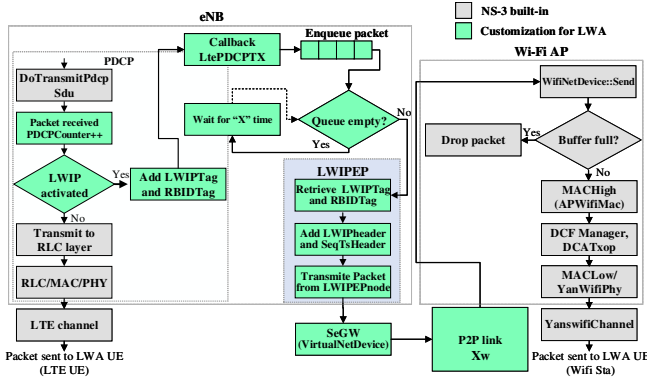 eNB
NS-3 built-in
Customization for LWA
PDCP
DoTransmitPdcp
Sdu
Packet received
PDCPCounter++
LWIP
activated
Yes
Add LWIPTag
and RBIDTag
No
Transmit to
RLC layer
RLC/MAC/PHY
LTE channel
Packet sent to LWA UE
(LTE UE)
Callback
LtePDCPTX
Enqueue packet
Wait for “X” time
Queue empty?
No
Yes
LWIPEP
Retrieve LWIPTag
and RBIDTag
Add LWIPheader
and SeqTsHeader
Transmite Packet
from LWIPEPnode
SeGW
(VirtualNetDevice)
P2P link
Xw
Wi-Fi AP
WifiNetDevice::Send
Buffer full?
Yes
Drop packet
No
MACHigh
(APWifiMac)
DCF Manager,
DCATxop
MACLow/
YanWifiPhy
YanswifiChannel
Packet sent to LWA UE
(Wifi Sta)